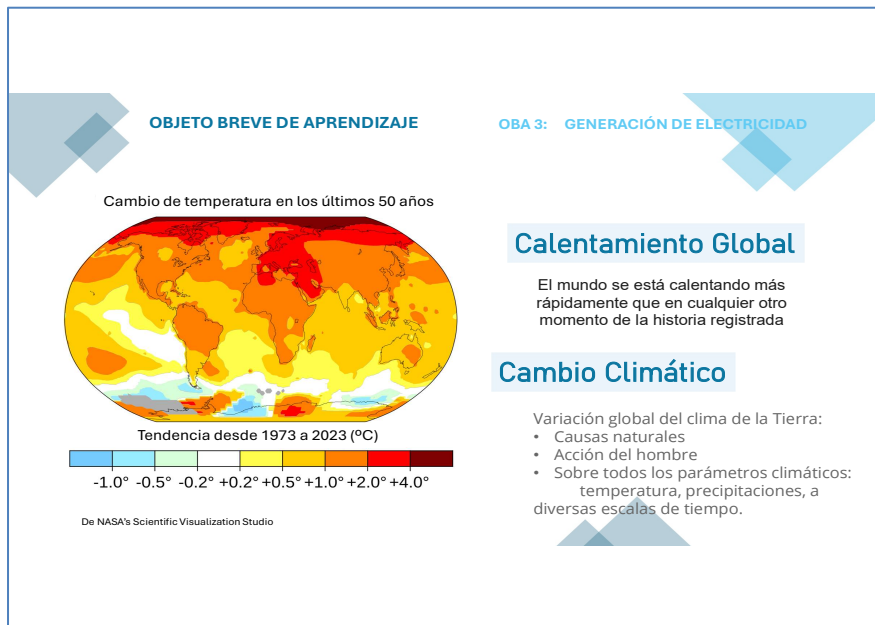 OBJETO BREVE DE APRENDIZAJE
OBA 3: GENERACIÓN DE ELECTRICIDAD
Cambio de temperatura en los últimos 50 años
Tendencia desde 1973 a 2023 (ºC)
-1.0° -0.5° -0.2° +0.2° +0.5° +1.0° +2.0° +4.0°
De NASA's Scientific Visualization Studio
Calentamiento Global
El mundo se está calentando más
rápidamente que en cualquier otro
momento de la historia registrada
Cambio Climático
Variación global del clima de la Tierra:
• Causas naturales
• Acción del hombre
• Sobre todos los parámetros climáticos:
temperatura, precipitaciones, a
diversas escalas de tiempo.